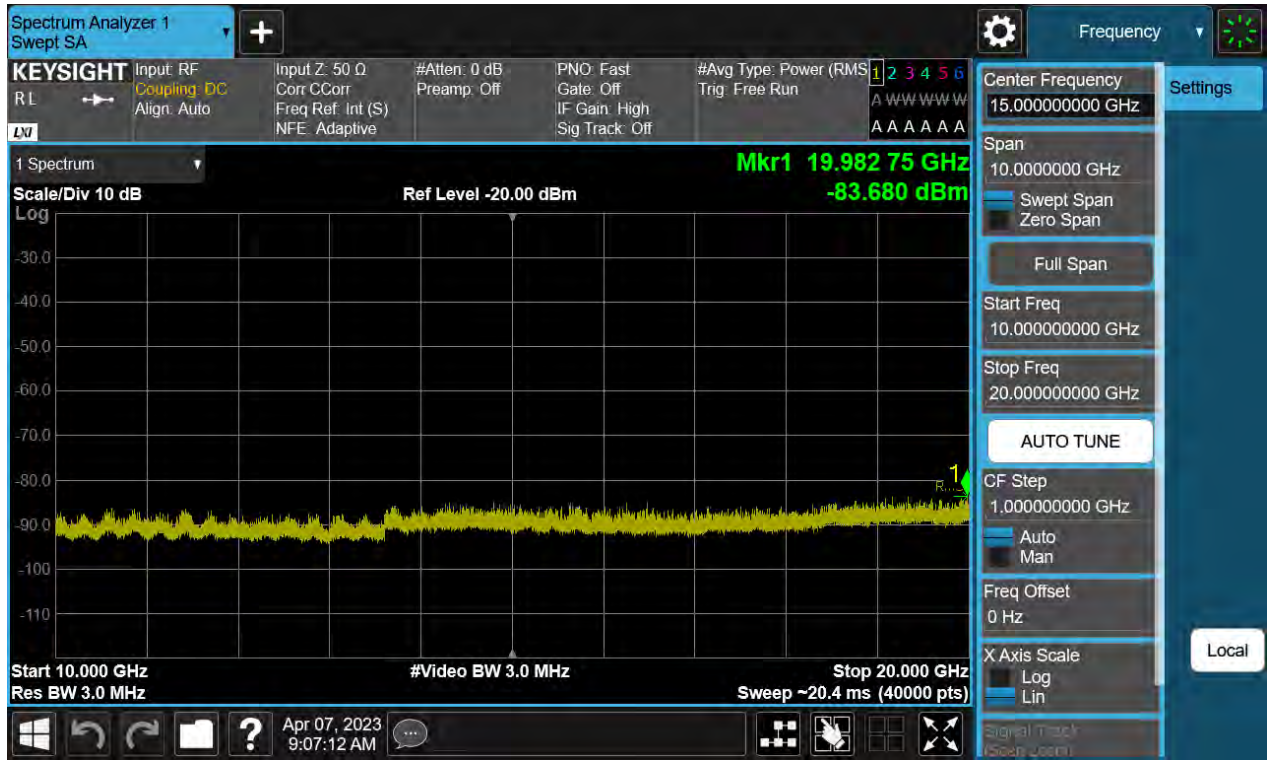 Spectrum Analyzer 1
Swept SA
+
Frequency
KEYSIGHT
RL
LXI
Input: RF
Coupling: DC
Align: Auto
Input Z: 50 Ω
Corr CCorr
Freq Ref: Int (S)
NFE: Adaptive
#Atten: 0 dB
Preamp: Off
PNO: Fast
Gate: Off
IF Gain: High
Sig Track: Off
#Avg Type: Power (RMS
Trig: Free Run
1 2 3 4 5 6
A W W W W W
A A A A A A
1 Spectrum
Scale/Div 10 dB
Log
Ref Level -20.00 dBm
Mkr1 19.982 75 GHz
-83.680 dBm
-30.0
-40.0
-50.0
-60.0
-70.0
-80.0
-90.0
-100
-110
1
Start 10.000 GHz
Res BW 3.0 MHz
#Video BW 3.0 MHz
Stop 20.000 GHz
Sweep ~20.4 ms (40000 pts)
Center Frequency
15.000000000 GHz
Span
10.0000000 GHz
Swept Span
Zero Span
Full Span
Start Freq
10.000000000 GHz
Stop Freq
20.000000000 GHz
AUTO TUNE
CF Step
1.000000000 GHz
Auto
Man
Freq Offset
0 Hz
X Axis Scale
Log
Lin
Signal Track
(Span Zoom)
Settings
Local
?
Apr 07, 2023
9:07:12 AM